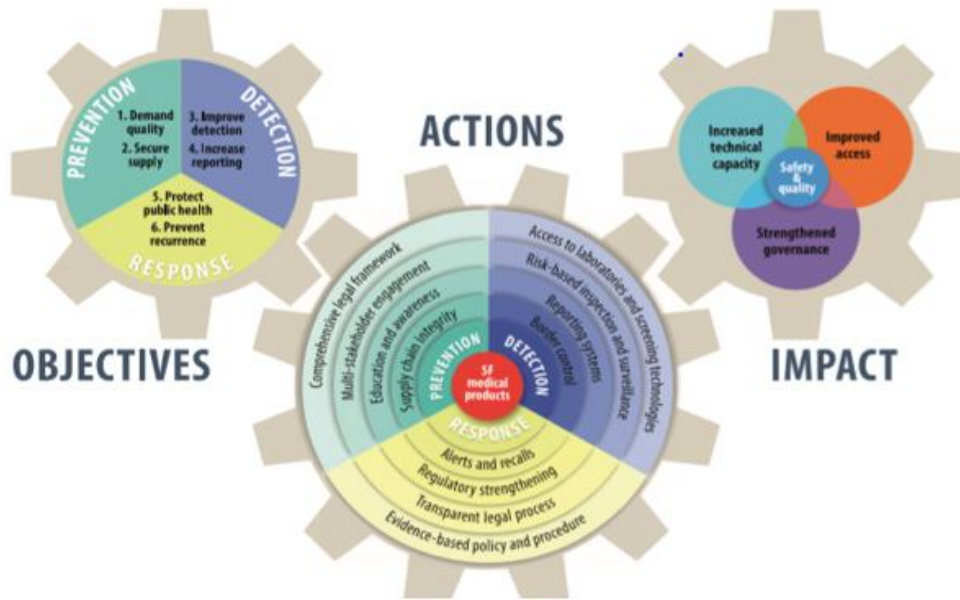 PREVENTION
1. Demand
quality
2. Secure
supply
DETECTION
3. Improve
detection
4. Increase
reporting
5. Protect
public health
6. Prevent
recurrence
RESPONSE
OBJECTIVES
ACTIONS
Comprehensive legal framework
Multi-stakeholder engagement
Education and awareness
Supply chain integrity
PREVENTION
Access to laboratories and screening technologies
Risk-based inspection and surveillance
Reporting systems
Border control
DETECTION
SF
medical
products
RESPONSE
Alerts and recalls
Regulatory strengthening
Transparent legal process
Evidence-based policy and procedure
Increased
technical
capacity
Improved
access
Safety
&
quality
Strengthened
governance
IMPACT